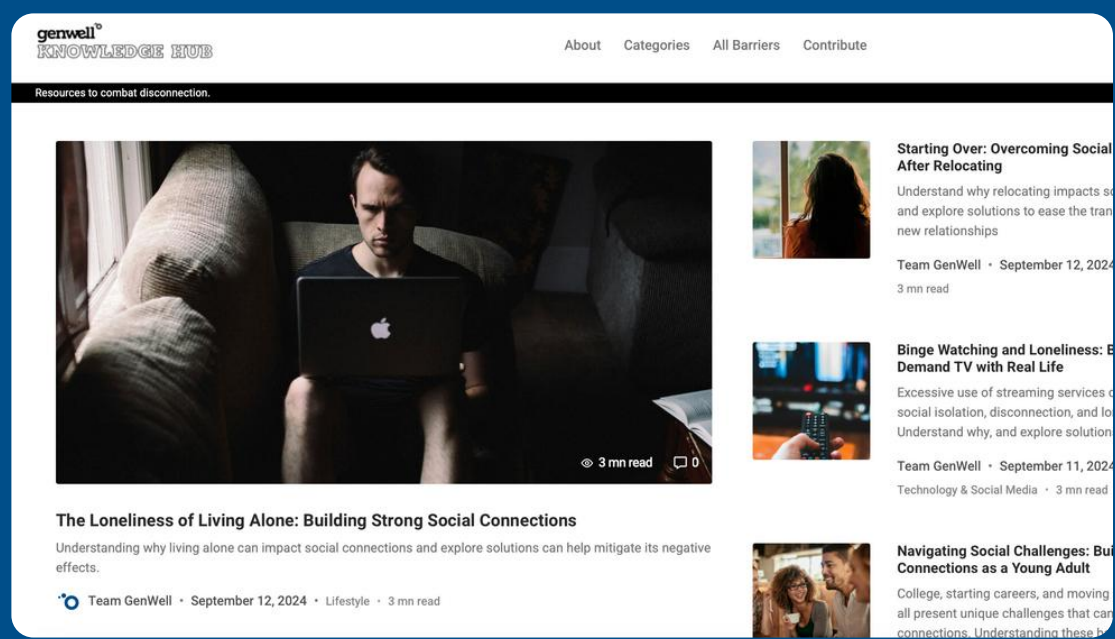 genwell
KNOWLEDGE HUB
About Categories All Barriers Contribute
Resources to combat disconnection.
3 mn read 0
The Loneliness of Living Alone: Building Strong Social Connections
Understanding why living alone can impact social connections and explore solutions can help mitigate its negative
effects.
Team GenWell • September 12, 2024 • Lifestyle • 3 mn read
Starting Over: Overcoming Social
After Relocating
Understand why relocating impacts
and explore solutions to ease the
new relationships
Team GenWell • September 12, 2024
3 mn read
Binge Watching and Loneliness:
Demand TV with Real Life
Excessive use of streaming services
social isolation, disconnection, and
Understand why, and explore solution
Team GenWell • September 11, 2024
Technology & Social Media • 3 mn read
Navigating Social Challenges:
Connections as a Young Adult
College, starting careers, and moving
all present unique challenges that can
connections. Understanding these